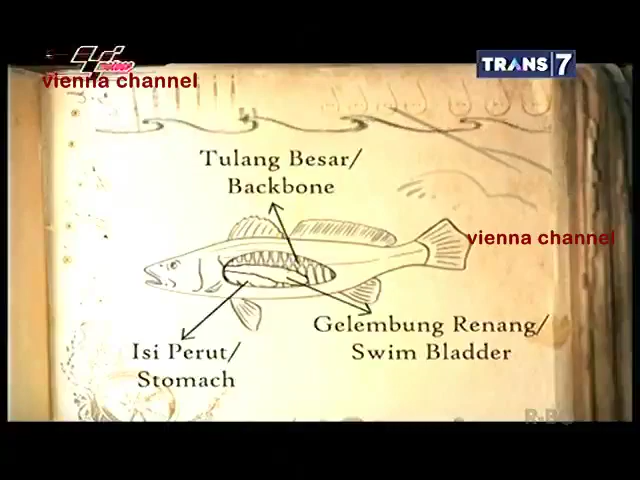 vienna channel
TRANS 7
Tulang Besar/
Backbone
vienna channel
Gelembung Renang/
Swim Bladder
Isi Perut/
Stomach